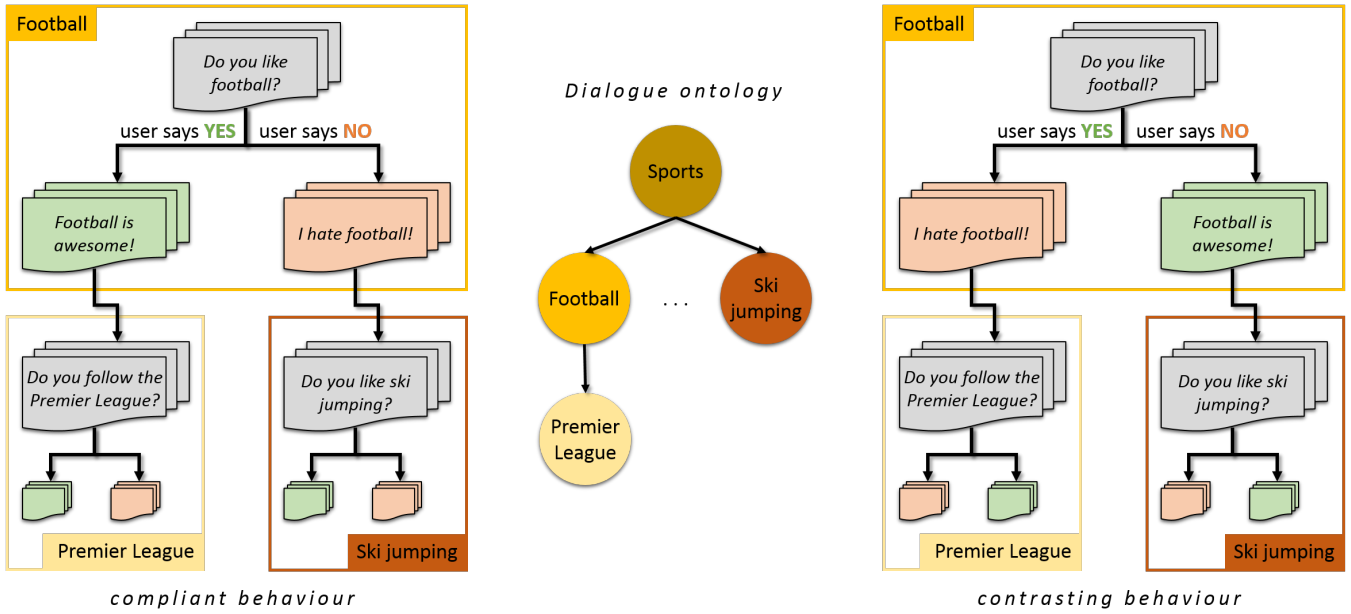 Football
Do you like
football?
user says YES
user says NO
Football is
awesome!
I hate football!
Do you follow the
Premier League?
Do you like ski
jumping?
Premier League
Ski jumping
compliant behaviour
Dialogue ontology
Sports
Football
...
Ski
jumping
Premier
League
Football
Do you like
football?
user says YES
user says NO
I hate football!
Football is
awesome!
Do you follow the
Premier League?
Do you like ski
jumping?
Premier League
Ski jumping
contrasting behaviour